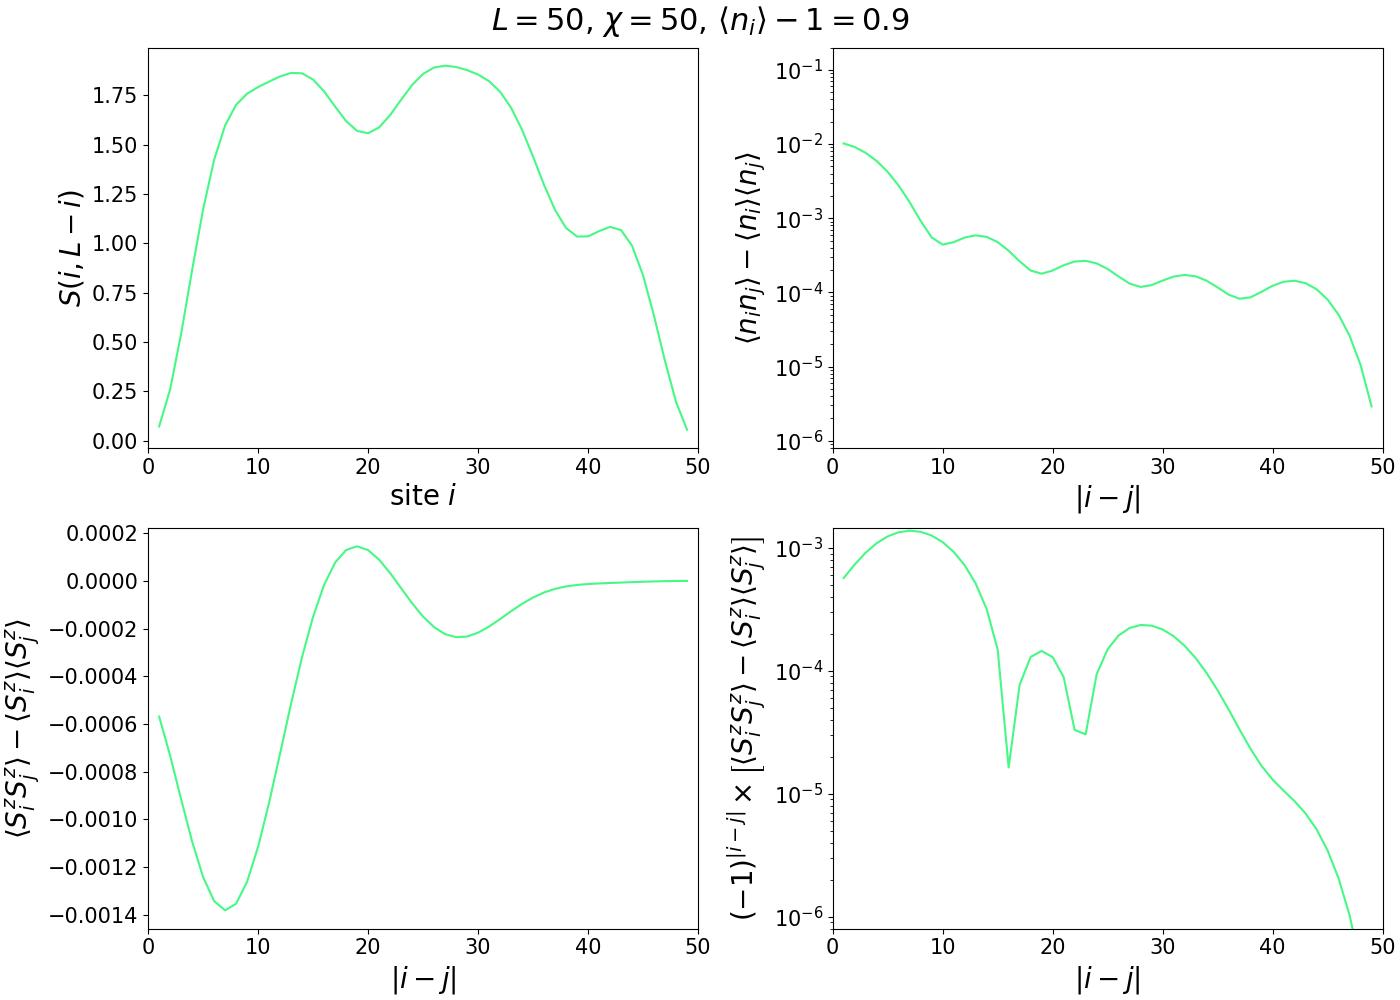 L = 50, χ = 50, ⟨n_i⟩ − 1 = 0.9
S(i, L − i)
1.75
1.50
1.25
1.00
0.75
0.50
0.25
0.00
0 10 20 30 40 50
site i
⟨n_i n_j⟩ − ⟨n_i⟩⟨n_j⟩
10^{−1}
10^{−2}
10^{−3}
10^{−4}
10^{−5}
10^{−6}
0 10 20 30 40 50
|i − j|
⟨S_i^z S_j^z⟩ − ⟨S_i^z⟩⟨S_j^z⟩
0.0002
0.0000
−0.0002
−0.0004
−0.0006
−0.0008
−0.0010
−0.0012
−0.0014
0 10 20 30 40 50
|i − j|
(−1)^{|i − j|} × [⟨S_i^z S_j^z⟩ − ⟨S_i^z⟩⟨S_j^z⟩]
10^{−3}
10^{−4}
10^{−5}
10^{−6}
0 10 20 30 40 50
|i − j|